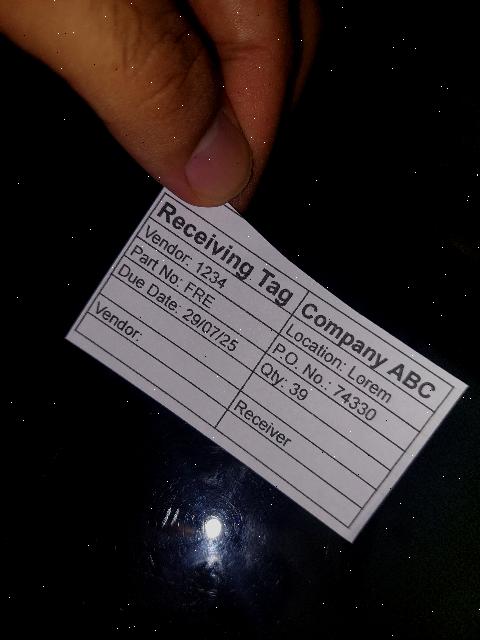 Receiving Tag Company ABC
Vendor: 1234 Location: Lorem
Part No: FRE P.O. No.: 74330
Due Date: 29/07/25 Qty: 39
Vendor: Receiver